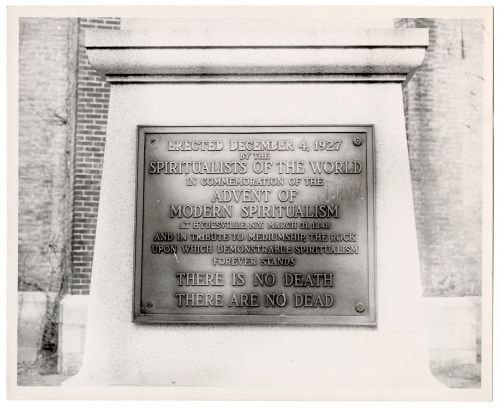 ERECTED DECEMBER 4, 1927
BY THE
SPIRITUALISTS OF THE WORLD
IN COMMEMORATION OF THE
ADVENT OF
MODERN SPIRITUALISM
AT HYDESVILLE, N.Y. MARCH 31, 1848
AND IN TRIBUTE TO MEDIUMSHIP, THE ROCK
UPON WHICH DEMONSTRABLE SPIRITUALISM
FOREVER STANDS
THERE IS NO DEATH
THERE ARE NO DEAD